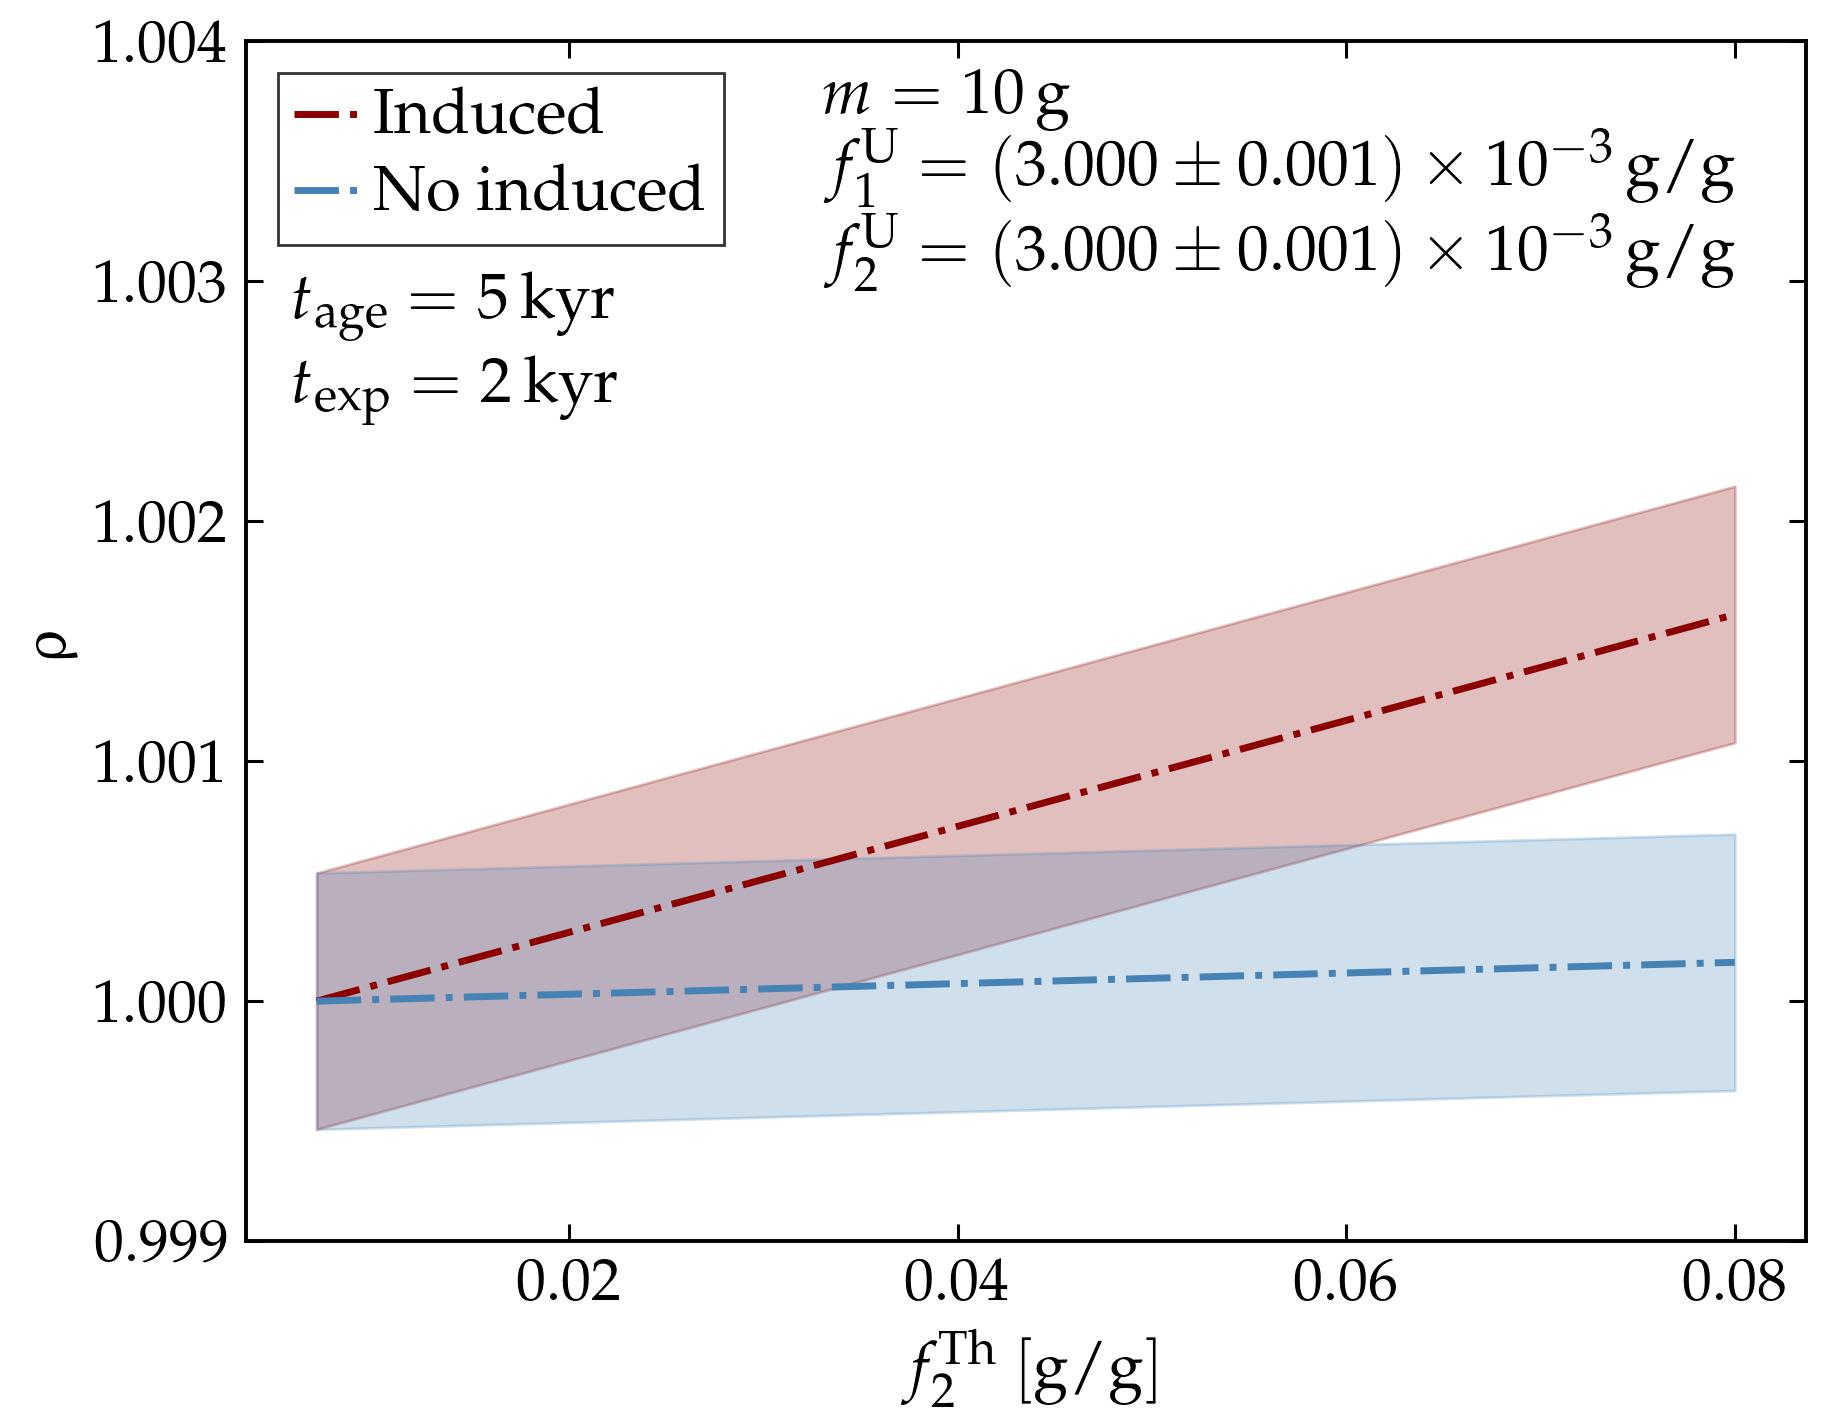 1.004
1.003
1.002
1.001
1.000
0.999
ρ
Induced
No induced
t_age = 5 kyr
t_exp = 2 kyr
m = 10 g
f_1^U = (3.000 ± 0.001) × 10^−3 g/g
f_2^U = (3.000 ± 0.001) × 10^−3 g/g
0.02 0.04 0.06 0.08
f_2^Th [g/g]